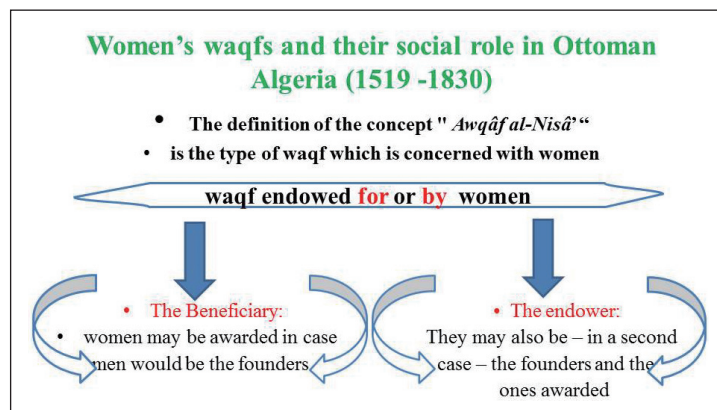 Women's waqfs and their social role in Ottoman
Algeria (1519 -1830)
• The definition of the concept " Awqâf al-Nisâ' “
• is the type of waqf which is concerned with women
waqf endowed for or by women
• The Beneficiary:
• women may be awarded in case
men would be the founders
• The endower:
They may also be – in a second
case – the founders and the
ones awarded